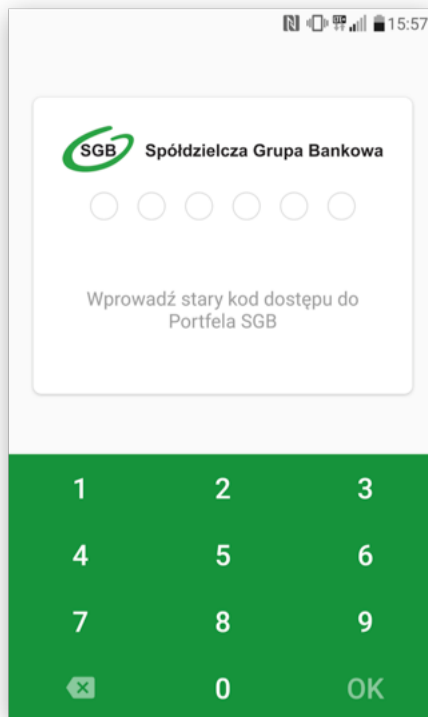 15:57
SGB Spółdzielcza Grupa Bankowa
Wprowadź stary kod dostępu do
Portfela SGB
1 2 3
4 5 6
7 8 9
0 OK